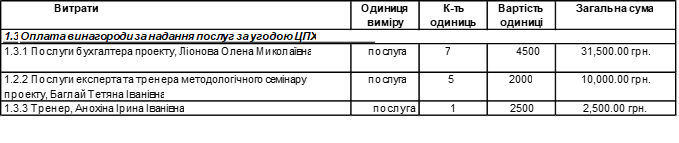 Витрати Одиниця К-ть Вартість Загальна сума
виміру одиниць одиниці
1.3 Оплата винагороди за надання послуг за угодою ЦПХ
1.3.1 Послуги бухгалтера проекту, Ліонова Олена Миколаївна послуга 7 4500 31,500.00 грн.
1.2.2 Послуги експерта та тренера методологічного семінару послуга 5 2000 10,000.00 грн.
проекту, Баглай Тетяна Іванівна
1.3.3 Тренер, Анохіна Ірина Іванівна послуга 1 2500 2,500.00 грн.